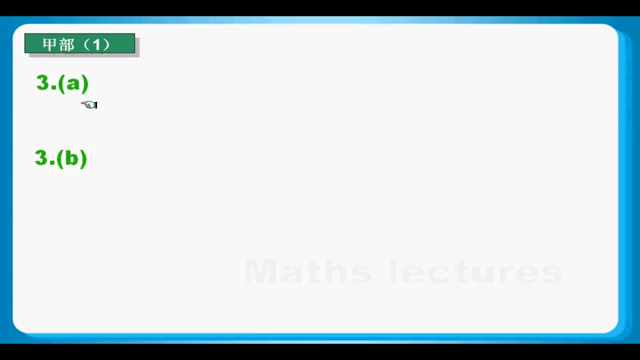 甲部（1）
3.(a)
3.(b)
Maths lectures